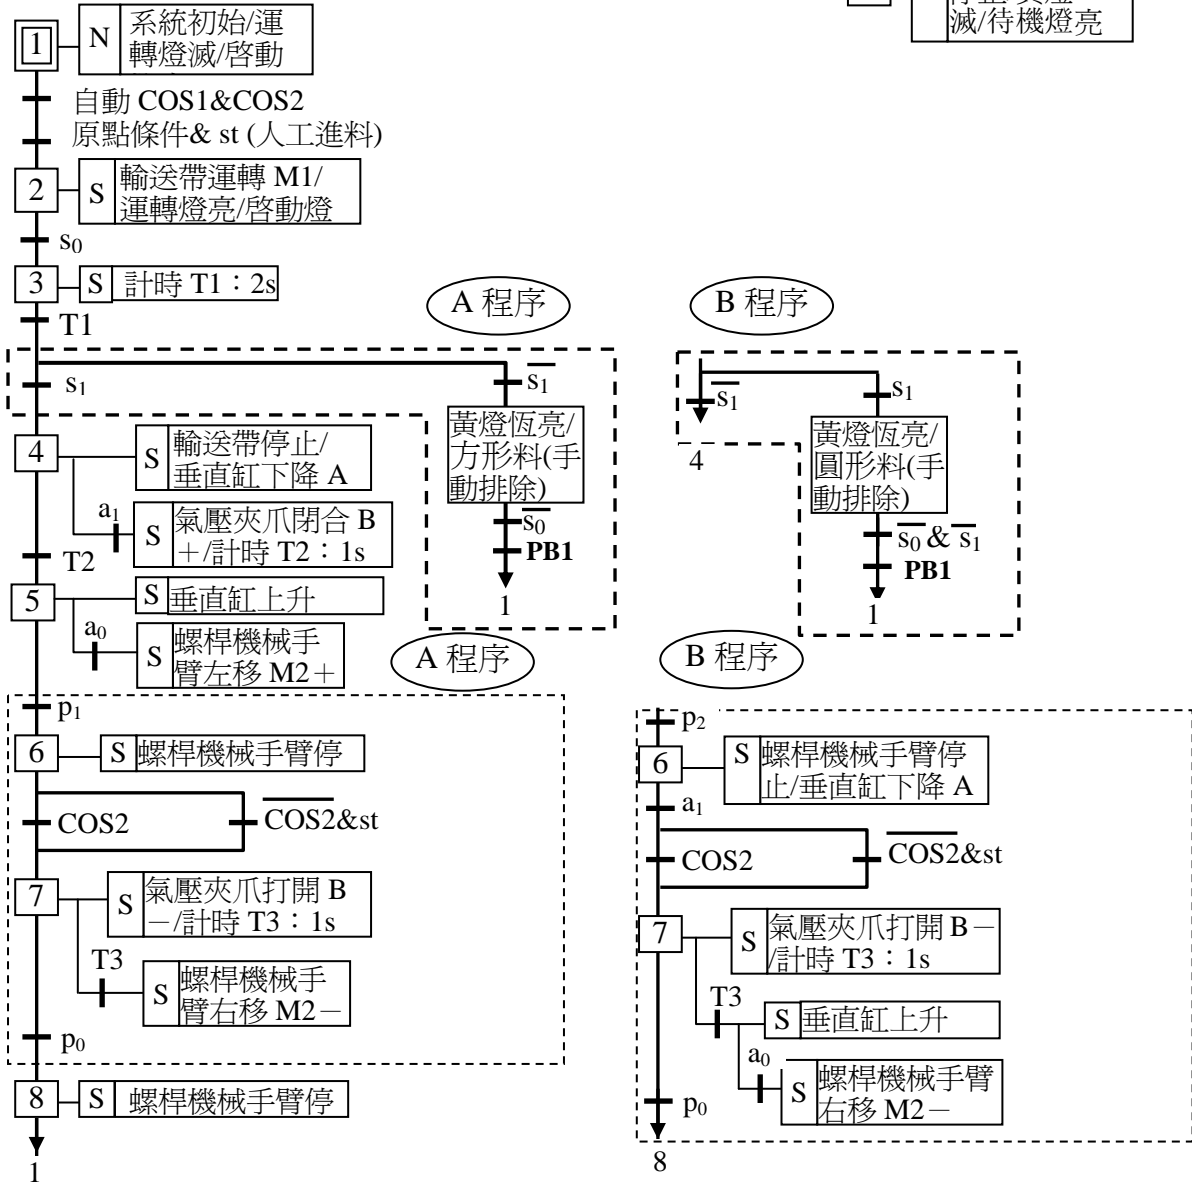 1
N
系統初始/運
轉燈滅/啓動
滅/待機燈亮
自動 COS1&COS2
原點條件& st (人工進料)
2
S
輸送帶運轉 M1/
運轉燈亮/啓動燈
s0
3
S
計時 T1：2s
T1
A 程序
s1
s1̅
黃燈恆亮/
方形料(手
動排除)
s0̅
PB1
1
B 程序
s1̅
4
s1
黃燈恆亮/
圓形料(手
動排除)
s0̅ & s1̅
PB1
1
4
S
輸送帶停止/
垂直缸下降 A
a1
S
氣壓夾爪閉合 B
＋/計時 T2：1s
T2
5
S
垂直缸上升
a0
S
螺桿機械手
臂左移 M2＋
A 程序
p1
6
S
螺桿機械手臂停
COS2
C̅O̅S̅2̅&st
7
S
氣壓夾爪打開 B
－/計時 T3：1s
T3
S
螺桿機械手
臂右移 M2－
p0
8
S
螺桿機械手臂停
1
B 程序
p2
6
S
螺桿機械手臂停
止/垂直缸下降 A
a1
COS2
C̅O̅S̅2̅&st
7
S
氣壓夾爪打開 B－
/計時 T3：1s
T3
S
垂直缸上升
a0
S
螺桿機械手臂
右移 M2－
p0
8